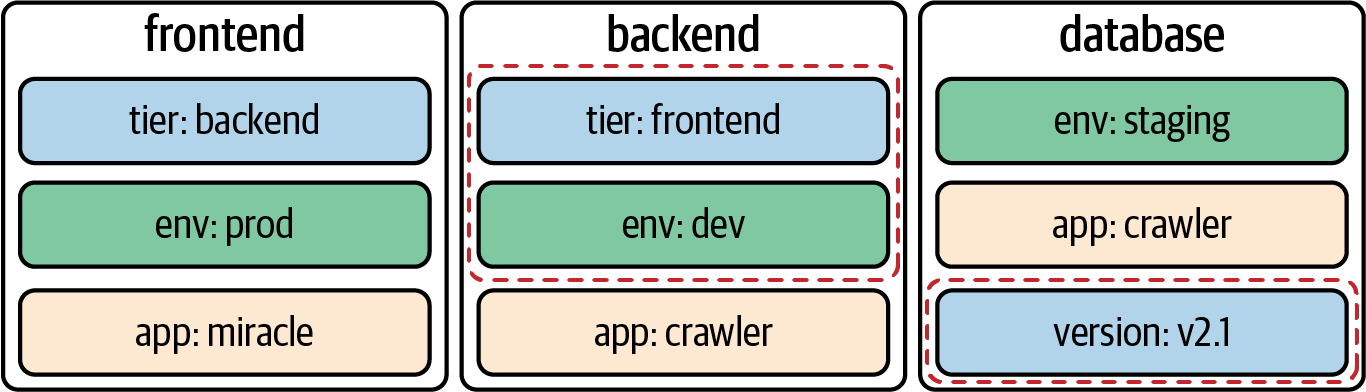 frontend
tier: backend
env: prod
app: miracle
backend
tier: frontend
env: dev
app: crawler
database
env: staging
app: crawler
version: v2.1